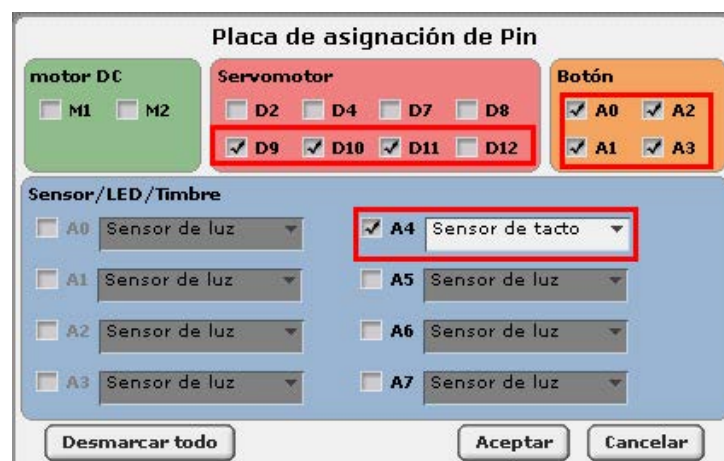 Placa de asignación de Pin
motor DC
M1 M2
Servomotor
D2 D4 D7 D8
D9 D10 D11 D12
Botón
A0 A2
A1 A3
Sensor/LED/Timbre
A0 Sensor de luz A4 Sensor de tacto
A1 Sensor de luz A5 Sensor de luz
A2 Sensor de luz A6 Sensor de luz
A3 Sensor de luz A7 Sensor de luz
Desmarcar todo Aceptar Cancelar